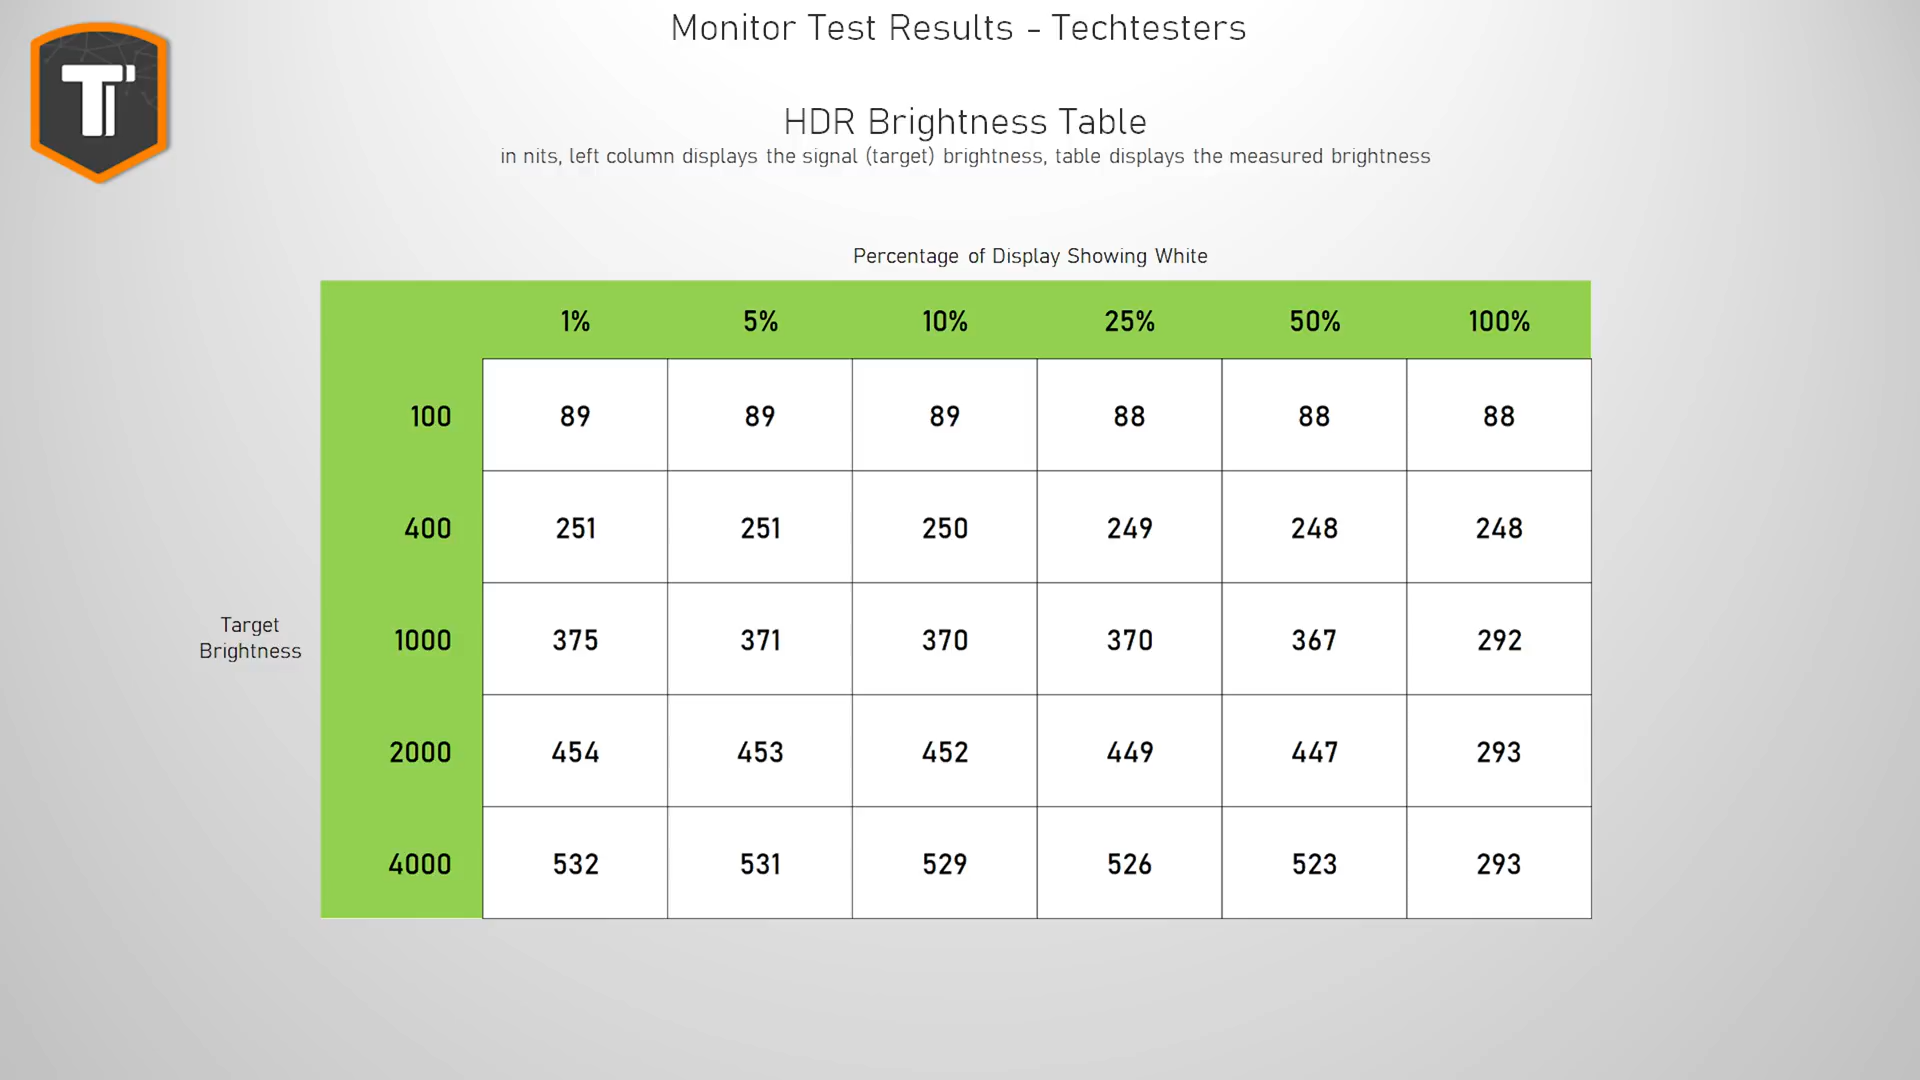 Monitor Test Results - Techtesters
HDR Brightness Table
in nits, left column displays the signal (target) brightness, table displays the measured brightness
Percentage of Display Showing White
1% 5% 10% 25% 50% 100%
100 89 89 89 88 88 88
400 251 251 250 249 248 248
Target
Brightness
1000 375 371 370 370 367 292
2000 454 453 452 449 447 293
4000 532 531 529 526 523 293